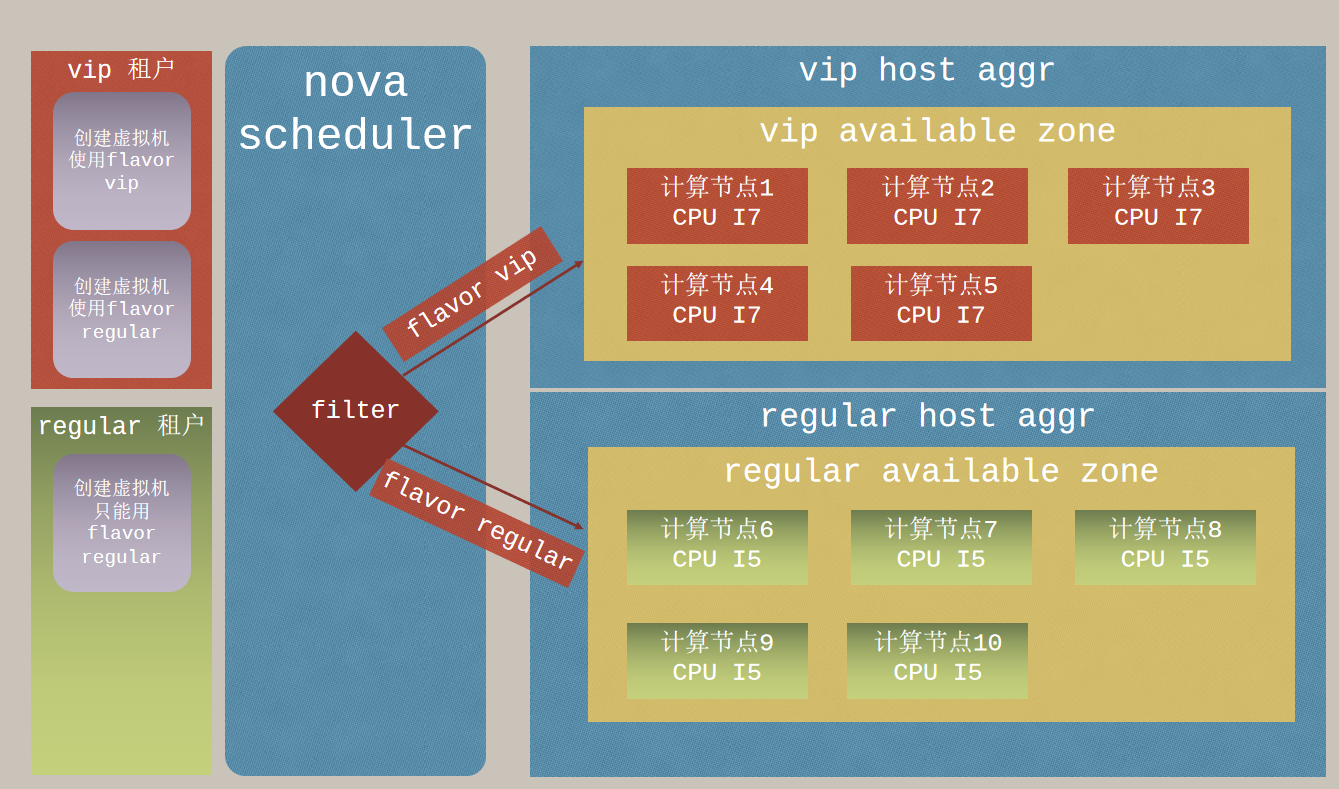 vip 租户
创建虚拟机
使用flavor
vip
创建虚拟机
使用flavor
regular
regular 租户
创建虚拟机
只能用
flavor
regular
nova
scheduler
filter
flavor vip
flavor regular
vip host aggr
vip available zone
计算节点1
CPU I7
计算节点2
CPU I7
计算节点3
CPU I7
计算节点4
CPU I7
计算节点5
CPU I7
regular host aggr
regular available zone
计算节点6
CPU I5
计算节点7
CPU I5
计算节点8
CPU I5
计算节点9
CPU I5
计算节点10
CPU I5